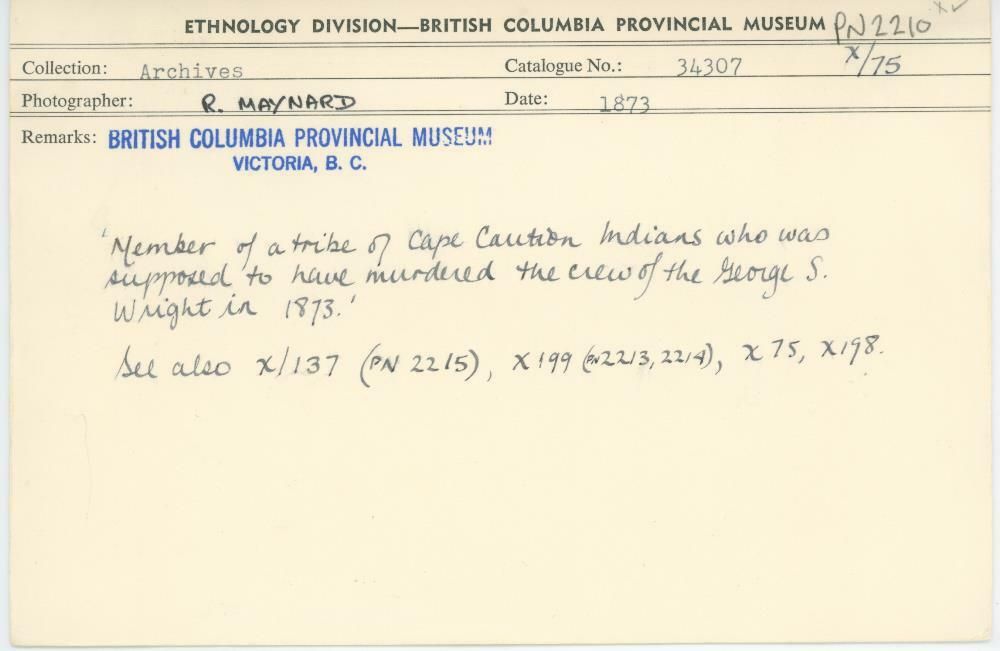 ETHNOLOGY DIVISION—BRITISH COLUMBIA PROVINCIAL MUSEUM PN2210
Collection: Archives Catalogue No.: 34307 X/75
Photographer: R. MAYNARD Date: 1873
Remarks: BRITISH COLUMBIA PROVINCIAL MUSEUM
VICTORIA, B. C.
'Member of a tribe of Cape Caution Indians who was
supposed to have murdered the crew of the George S.
Wright in 1873.'
See also X/137 (PN 2215), X199 (PN2213, 2214), X75, X198.